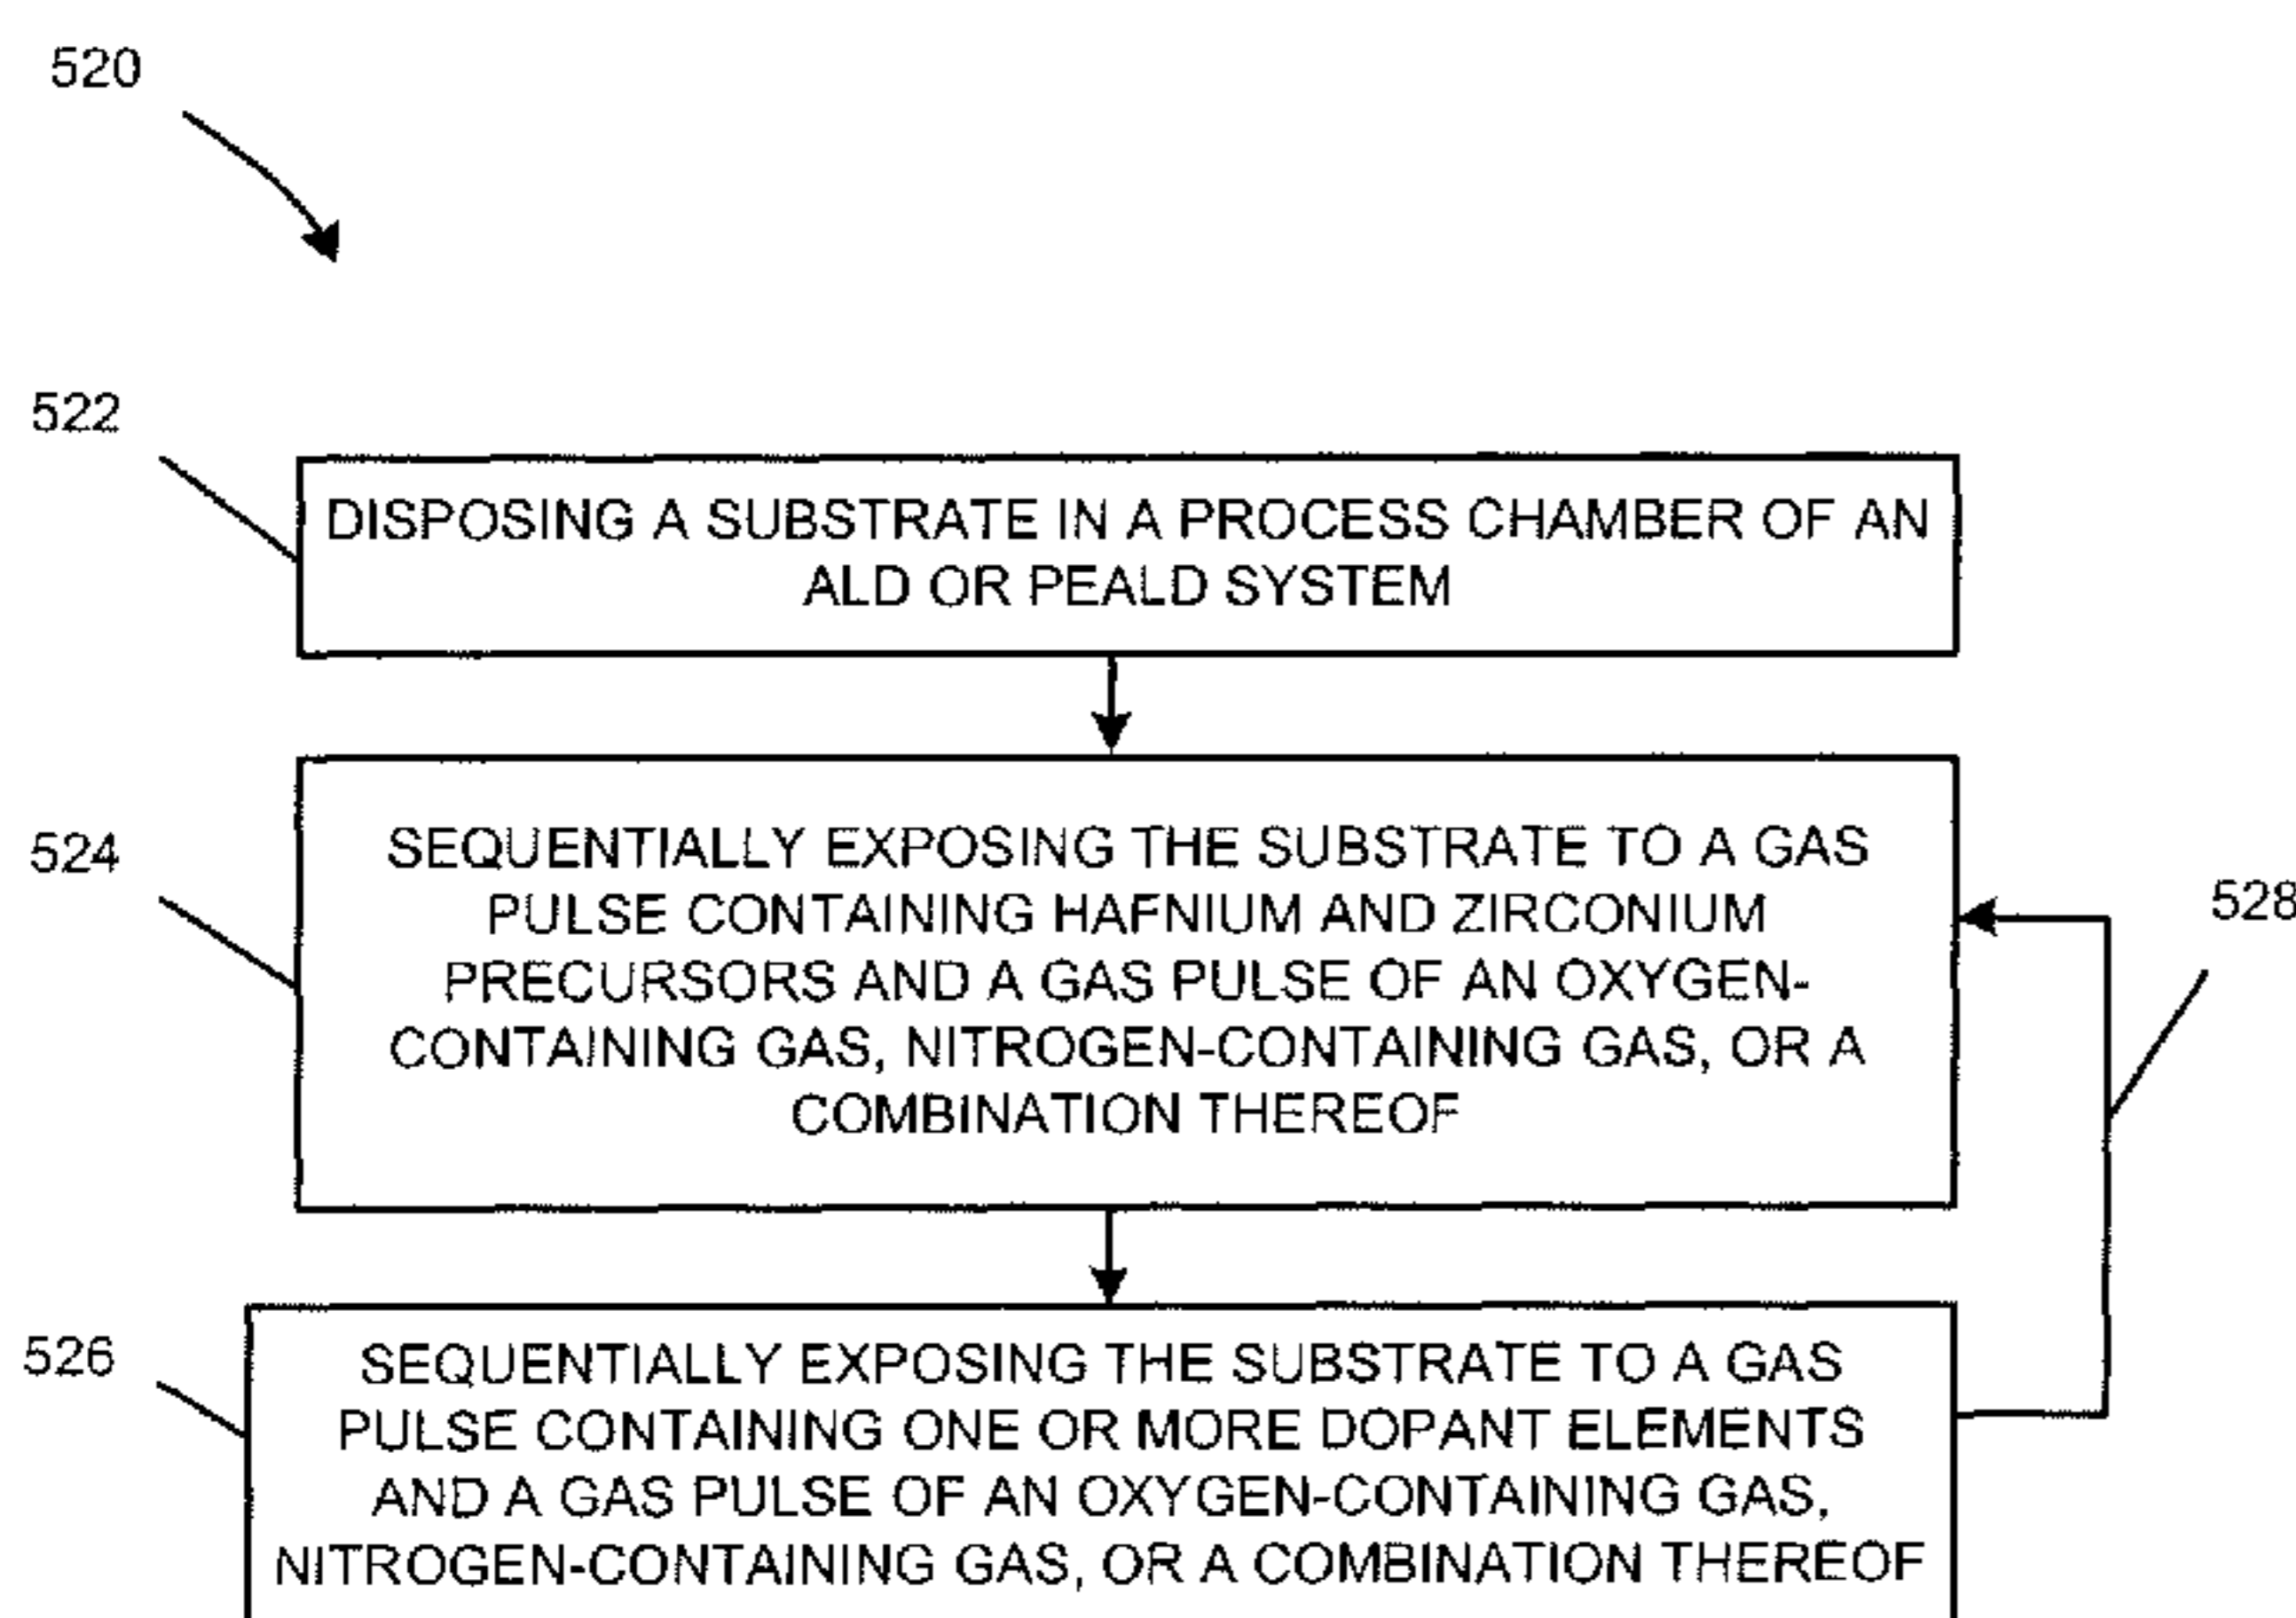 520
522
DISPOSING A SUBSTRATE IN A PROCESS CHAMBER OF AN
ALD OR PEALD SYSTEM
524
SEQUENTIALLY EXPOSING THE SUBSTRATE TO A GAS
PULSE CONTAINING HAFNIUM AND ZIRCONIUM
PRECURSORS AND A GAS PULSE OF AN OXYGEN-
CONTAINING GAS, NITROGEN-CONTAINING GAS, OR A
COMBINATION THEREOF
528
526
SEQUENTIALLY EXPOSING THE SUBSTRATE TO A GAS
PULSE CONTAINING ONE OR MORE DOPANT ELEMENTS
AND A GAS PULSE OF AN OXYGEN-CONTAINING GAS,
NITROGEN-CONTAINING GAS, OR A COMBINATION THEREOF